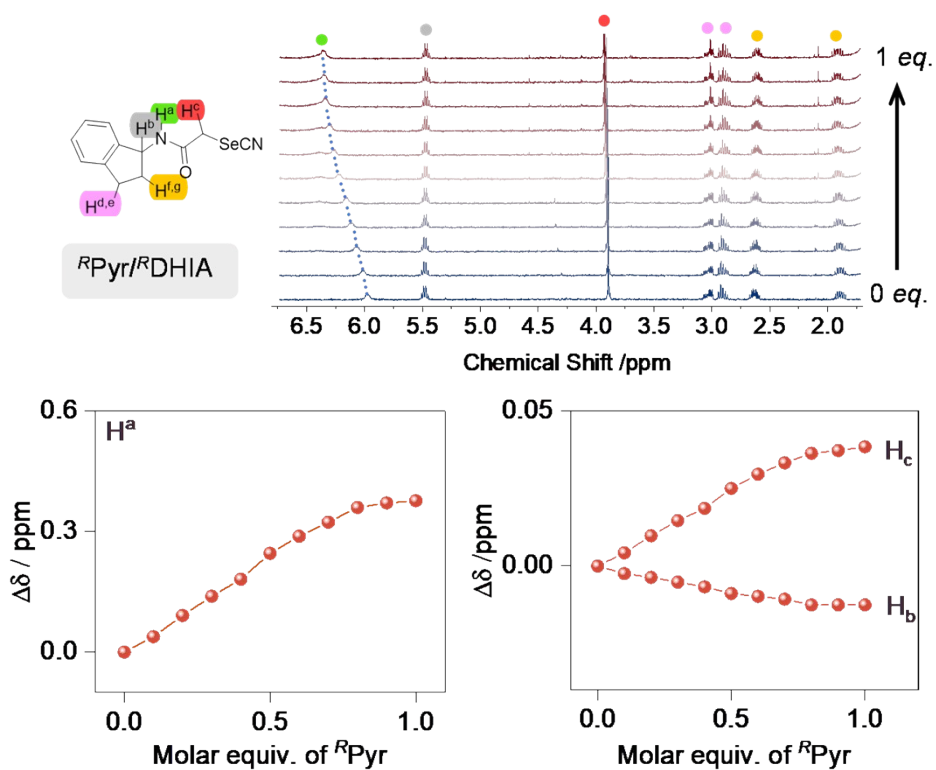 1 eq.
Hᵃ
Hᶜ
Hᵇ
N
SeCN
O
Hᶠ,ᵍ
Hᵈ,ᵉ
ᴿPyr/ᴿDHIA
0 eq.
6.5 6.0 5.5 5.0 4.5 4.0 3.5 3.0 2.5 2.0
Chemical Shift /ppm
0.6
Hᵃ
0.3
0.0
Δδ / ppm
0.0 0.5 1.0
Molar equiv. of ᴿPyr
0.05
H_c
0.00
H_b
Δδ /ppm
0.0 0.5 1.0
Molar equiv. of ᴿPyr